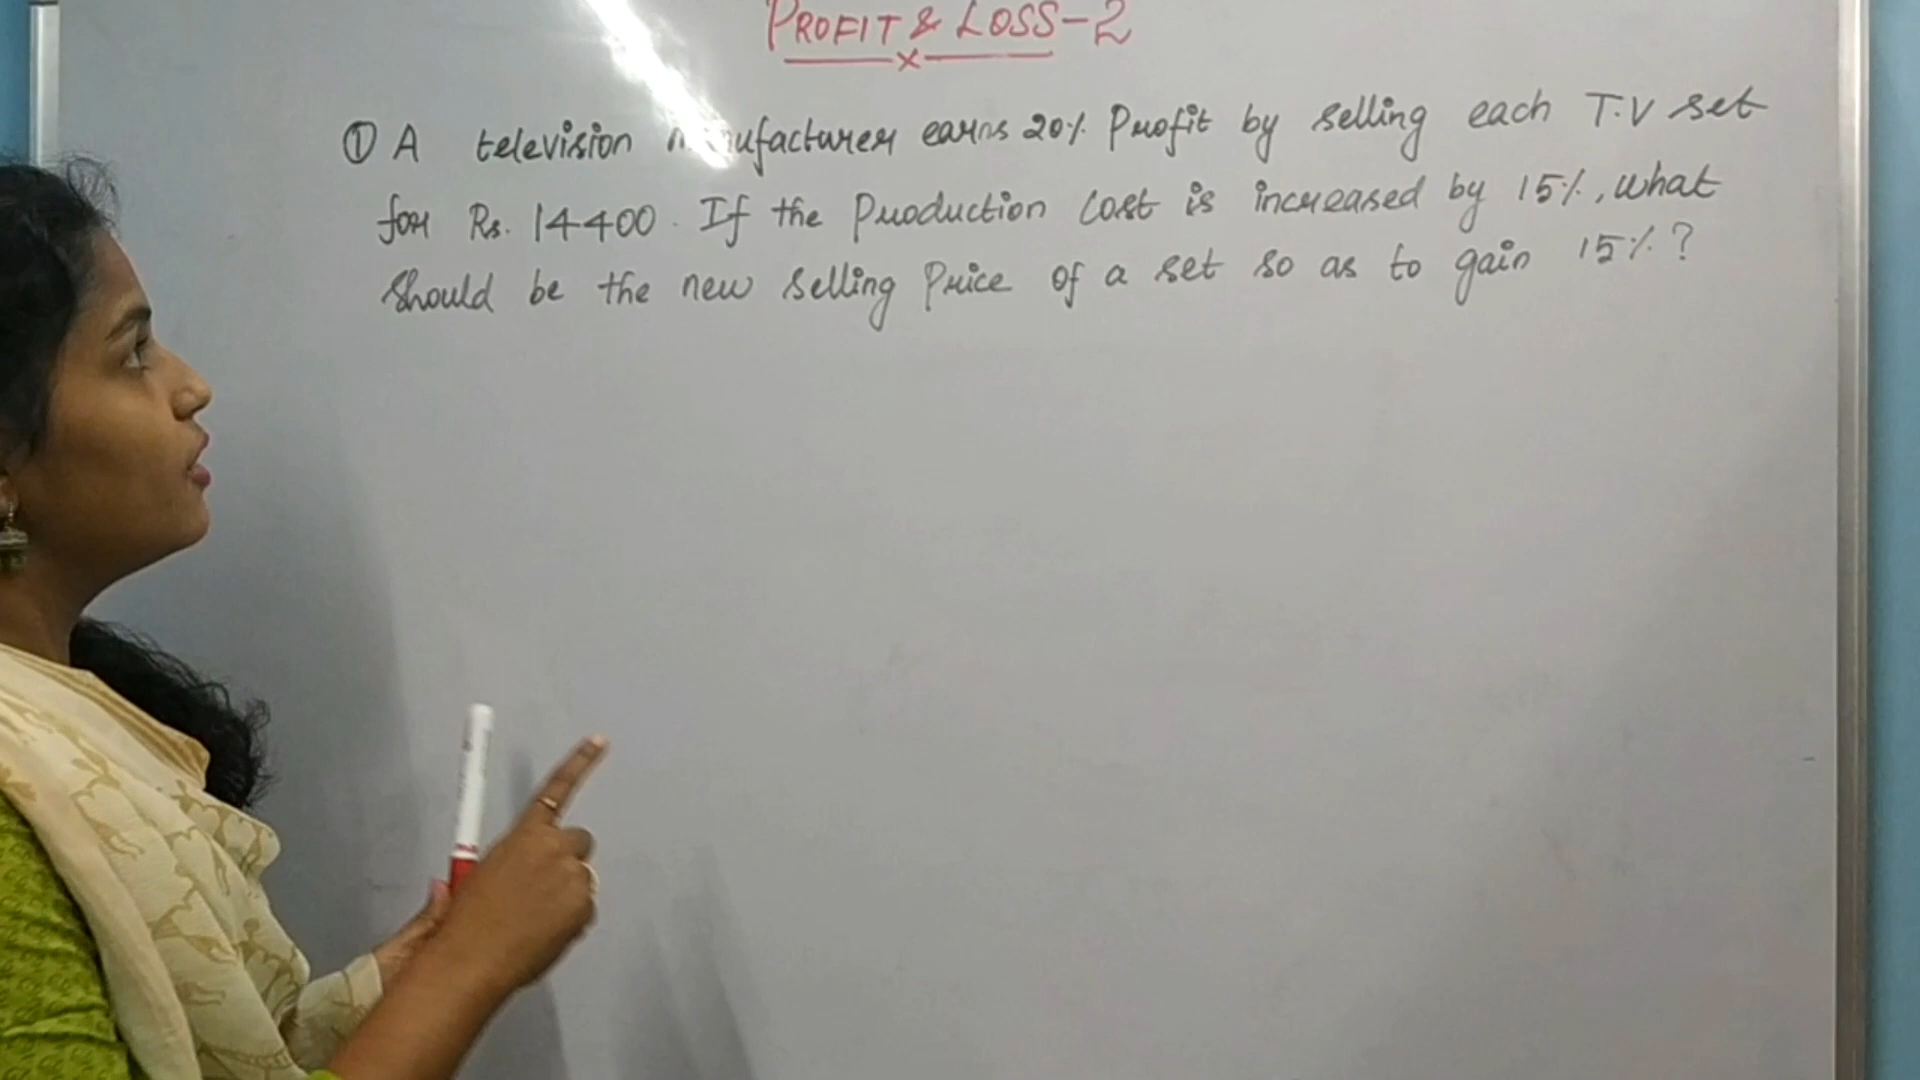 PROFIT & LOSS-2
① A television manufacturer earns 20% Profit by selling each T.V set
for Rs. 14400. If the Production cost is increased by 15%, what
should be the new selling Price of a set so as to gain 15%?